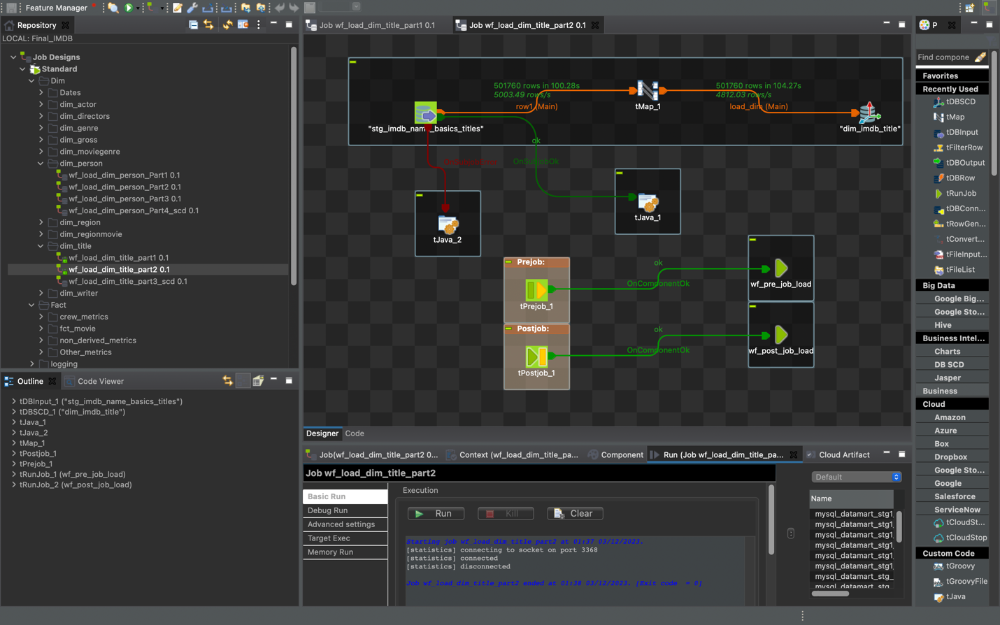 Feature Manager
Repository
LOCAL: Final_IMDB
Job Designs
Standard
Dim
Dates
dim_actor
dim_directors
dim_genre
dim_gross
dim_moviegenre
dim_person
wf_load_dim_person_Part1 0.1
wf_load_dim_person_Part2 0.1
wf_load_dim_person_Part3 0.1
wf_load_dim_person_Part4_scd 0.1
dim_region
dim_regionmovie
dim_title
wf_load_dim_title_part1 0.1
wf_load_dim_title_part2 0.1
wf_load_dim_title_part3_scd 0.1
dim_writer
Fact
crew_metrics
fct_movie
non_derived_metrics
Other_metrics
logging
Outline
Code Viewer
tDBInput_1 ("stg_imdb_name_basics_titles")
tDBSCD_1 ("dim_imdb_title")
tJava_1
tJava_2
tMap_1
tPostjob_1
tPrejob_1
tRunJob_1 (wf_pre_job_load)
tRunJob_2 (wf_post_job_load)
Job wf_load_dim_title_part1 0.1
Job wf_load_dim_title_part2 0.1
501760 rows in 100.28s
5003.49 rows/s
row1 (Main)
tMap_1
501760 rows in 104.27s
4812.03 rows/s
load_dim (Main)
"stg_imdb_name_basics_titles"
"dim_imdb_title"
ok
OnSubjobOk
tJava_2
tJava_1
Prejob:
tPrejob_1
ok
OnComponentOk
wf_pre_job_load
Postjob:
tPostjob_1
ok
OnComponentOk
wf_post_job_load
Designer
Code
Job(wf_load_dim_title_part2 0...
Context (wf_load_dim_title_pa...
Component
Run (Job wf_load_dim_title_pa...
Cloud Artifact
Job wf_load_dim_title_part2
Basic Run
Debug Run
Advanced settings
Target Exec
Memory Run
Execution
Run
Kill
Clear
Starting job wf_load_dim_title_part2 at 01:37 03/12/2023.
[statistics] connecting to socket on port 3368
[statistics] connected
[statistics] disconnected
Job wf_load_dim_title_part2 ended at 01:38 03/12/2023. [Exit code  = 0]
Default
Name
mysql_datamart_stg1
mysql_datamart_stg1
mysql_datamart_stg1
mysql_datamart_stg1
mysql_datamart_stg1
mysql_datamart_stg1
mysql_datamart_stg_
mysql_datamart_stg
P
Find compone
Favorites
Recently Used
tDBSCD
tMap
tDBInput
tFilterRow
tDBOutput
tDBRow
tRunJob
tDBConn...
tRowGen...
tConvert...
tFileInput...
tFileList
Big Data
Google Big...
Google Sto...
Hive
Business Intel...
Charts
DB SCD
Jasper
Business
Cloud
Amazon
Azure
Box
Dropbox
Google Sto...
Google
Salesforce
ServiceNow
tCloudSt...
tCloudStop
Custom Code
tGroovy
tGroovyFile
tJava